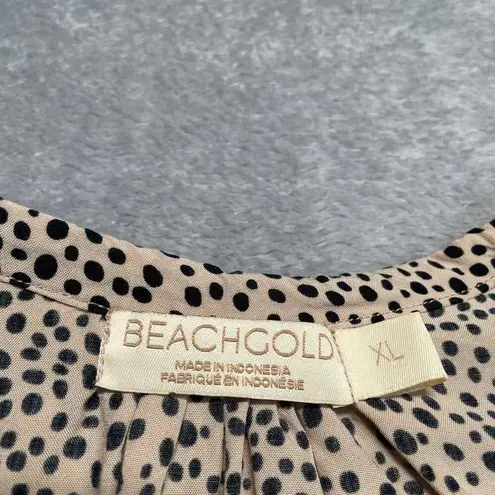 BEACHGOLD
MADE IN INDONESIA
FABRIQUÉ EN INDONÉSIE
XL